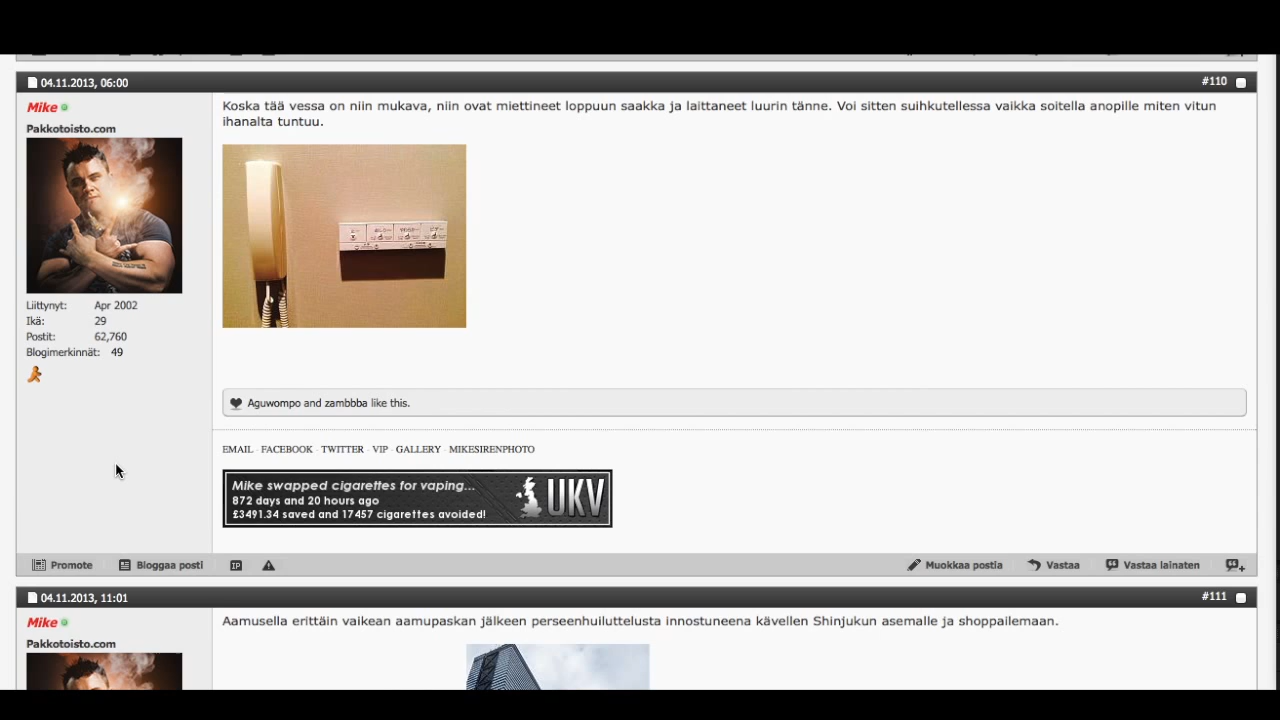 04.11.2013, 06:00
#110
Mike
Pakkotoisto.com
Liittynyt: Apr 2002
Ikä: 29
Postit: 62,760
Blogimerkinnät: 49
Koska tää vessa on niin mukava, niin ovat miettineet loppuun saakka ja laittaneet luurin tänne. Voi sitten suihkutellessa vaikka soitella anopille miten vitun
ihanalta tuntuu.
Aguwompo and zambbba like this.
EMAIL · FACEBOOK · TWITTER · VIP · GALLERY · MIKESIRENPHOTO
Mike swapped cigarettes for vaping...
872 days and 20 hours ago
£3491.34 saved and 17457 cigarettes avoided!
UKV
Promote
Bloggaa posti
IP
Muokkaa postia
Vastaa
Vastaa lainaten
04.11.2013, 11:01
#111
Mike
Pakkotoisto.com
Aamusella erittäin vaikean aamupaskan jälkeen perseenhuiluttelusta innostuneena kävellen Shinjukun asemalle ja shoppailemaan.